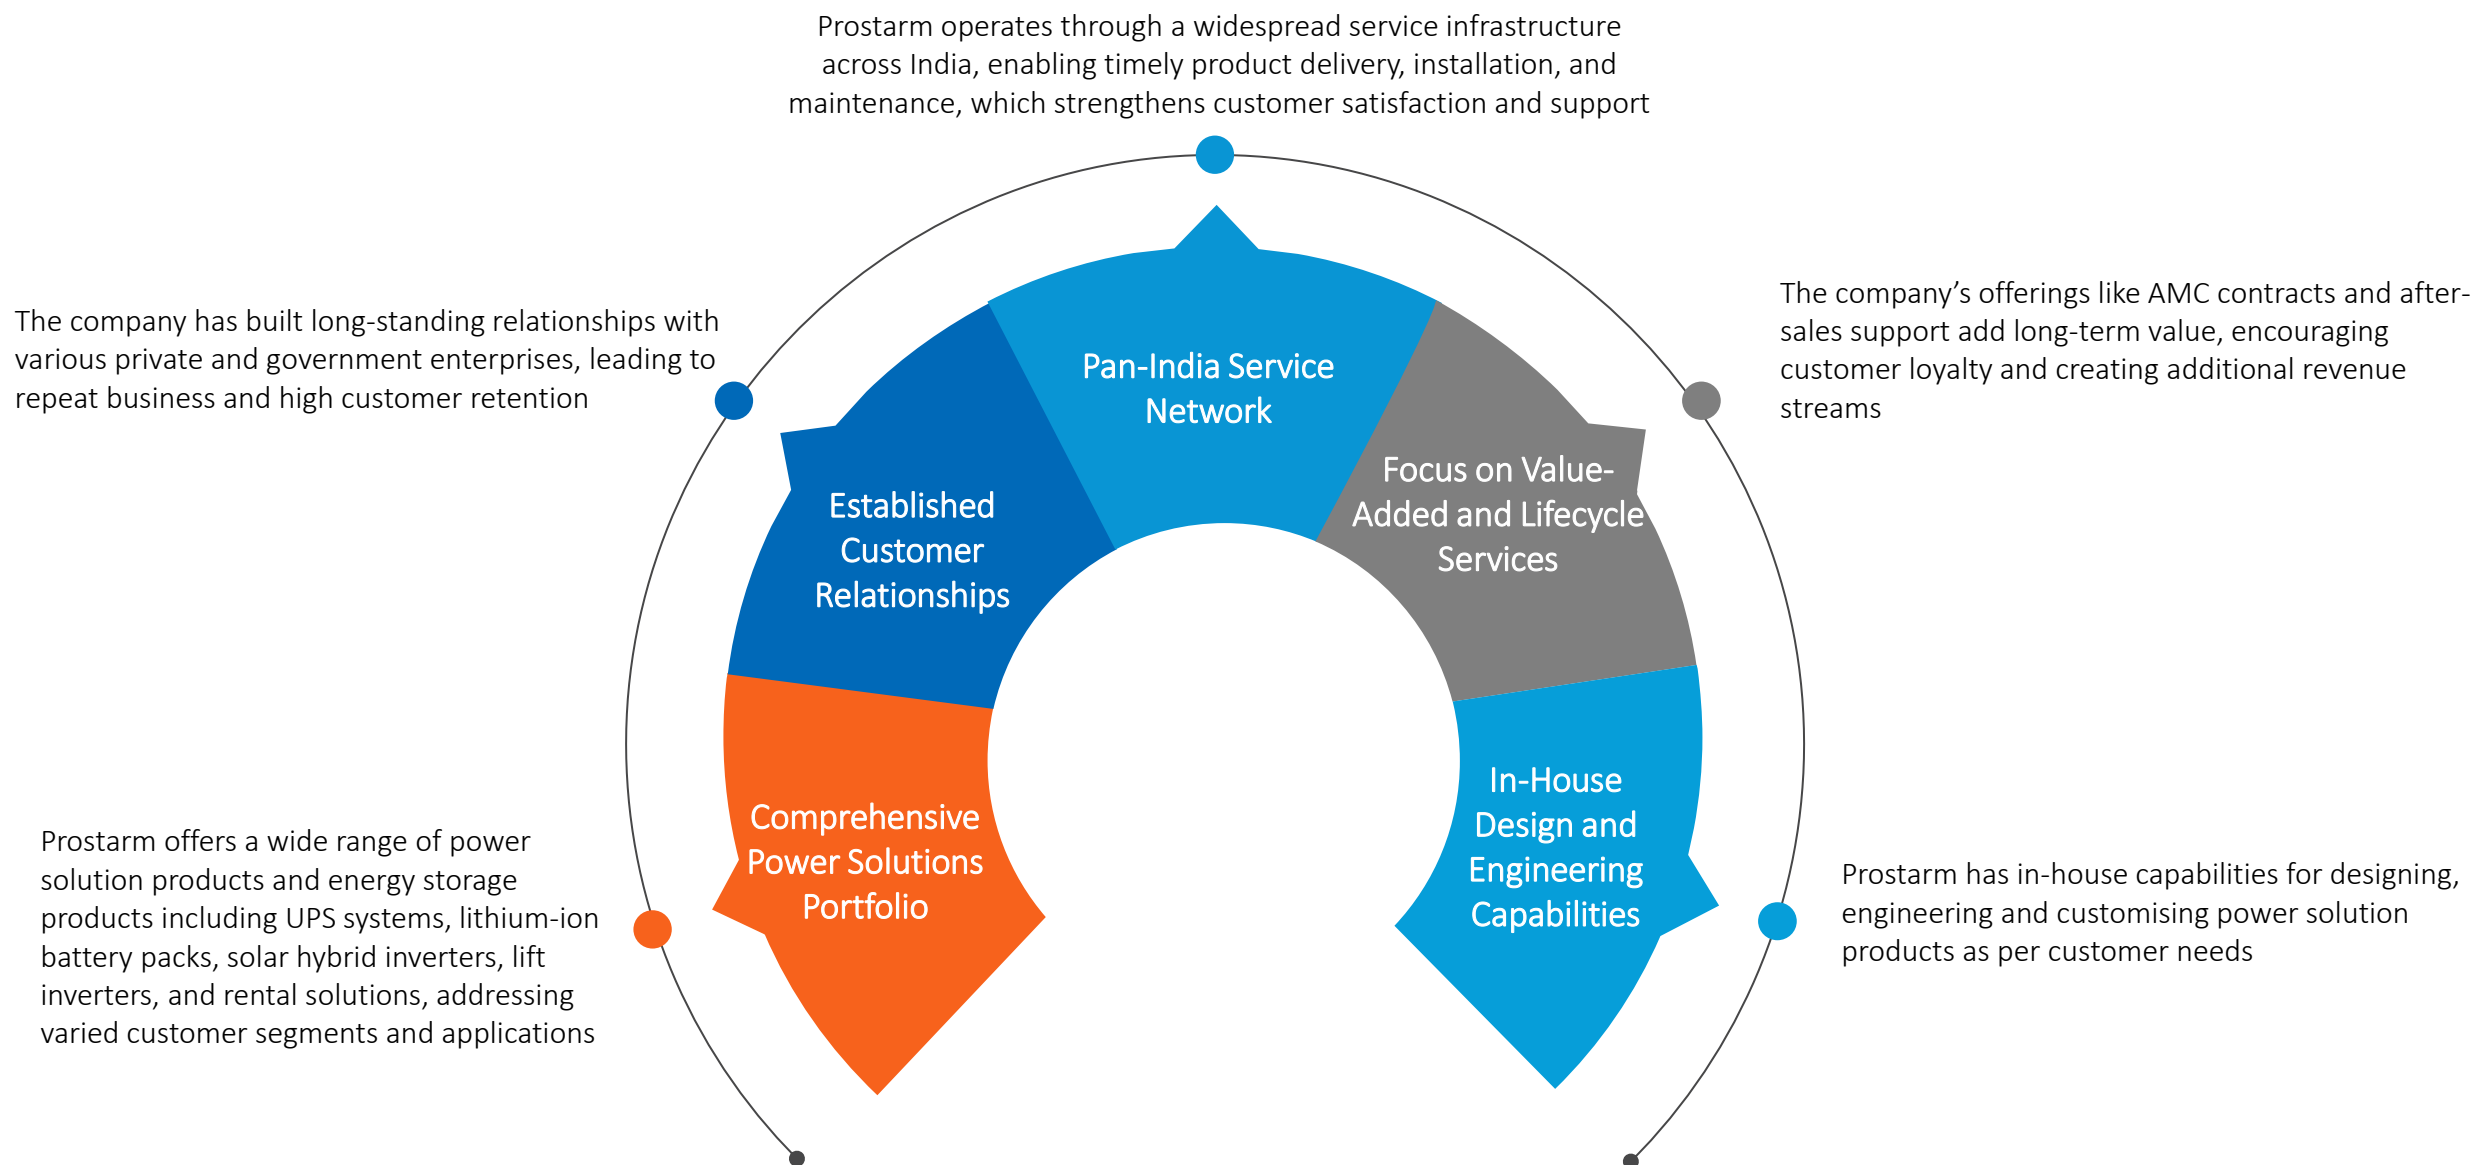 Prostarm operates through a widespread service infrastructure
across India, enabling timely product delivery, installation, and
maintenance, which strengthens customer satisfaction and support
The company has built long-standing relationships with
various private and government enterprises, leading to
repeat business and high customer retention
The company’s offerings like AMC contracts and after-
sales support add long-term value, encouraging
customer loyalty and creating additional revenue
streams
Pan-India Service
Network
Established
Customer
Relationships
Focus on Value-
Added and Lifecycle
Services
Comprehensive
Power Solutions
Portfolio
In-House
Design and
Engineering
Capabilities
Prostarm offers a wide range of power
solution products and energy storage
products including UPS systems, lithium-ion
battery packs, solar hybrid inverters, lift
inverters, and rental solutions, addressing
varied customer segments and applications
Prostarm has in-house capabilities for designing,
engineering and customising power solution
products as per customer needs